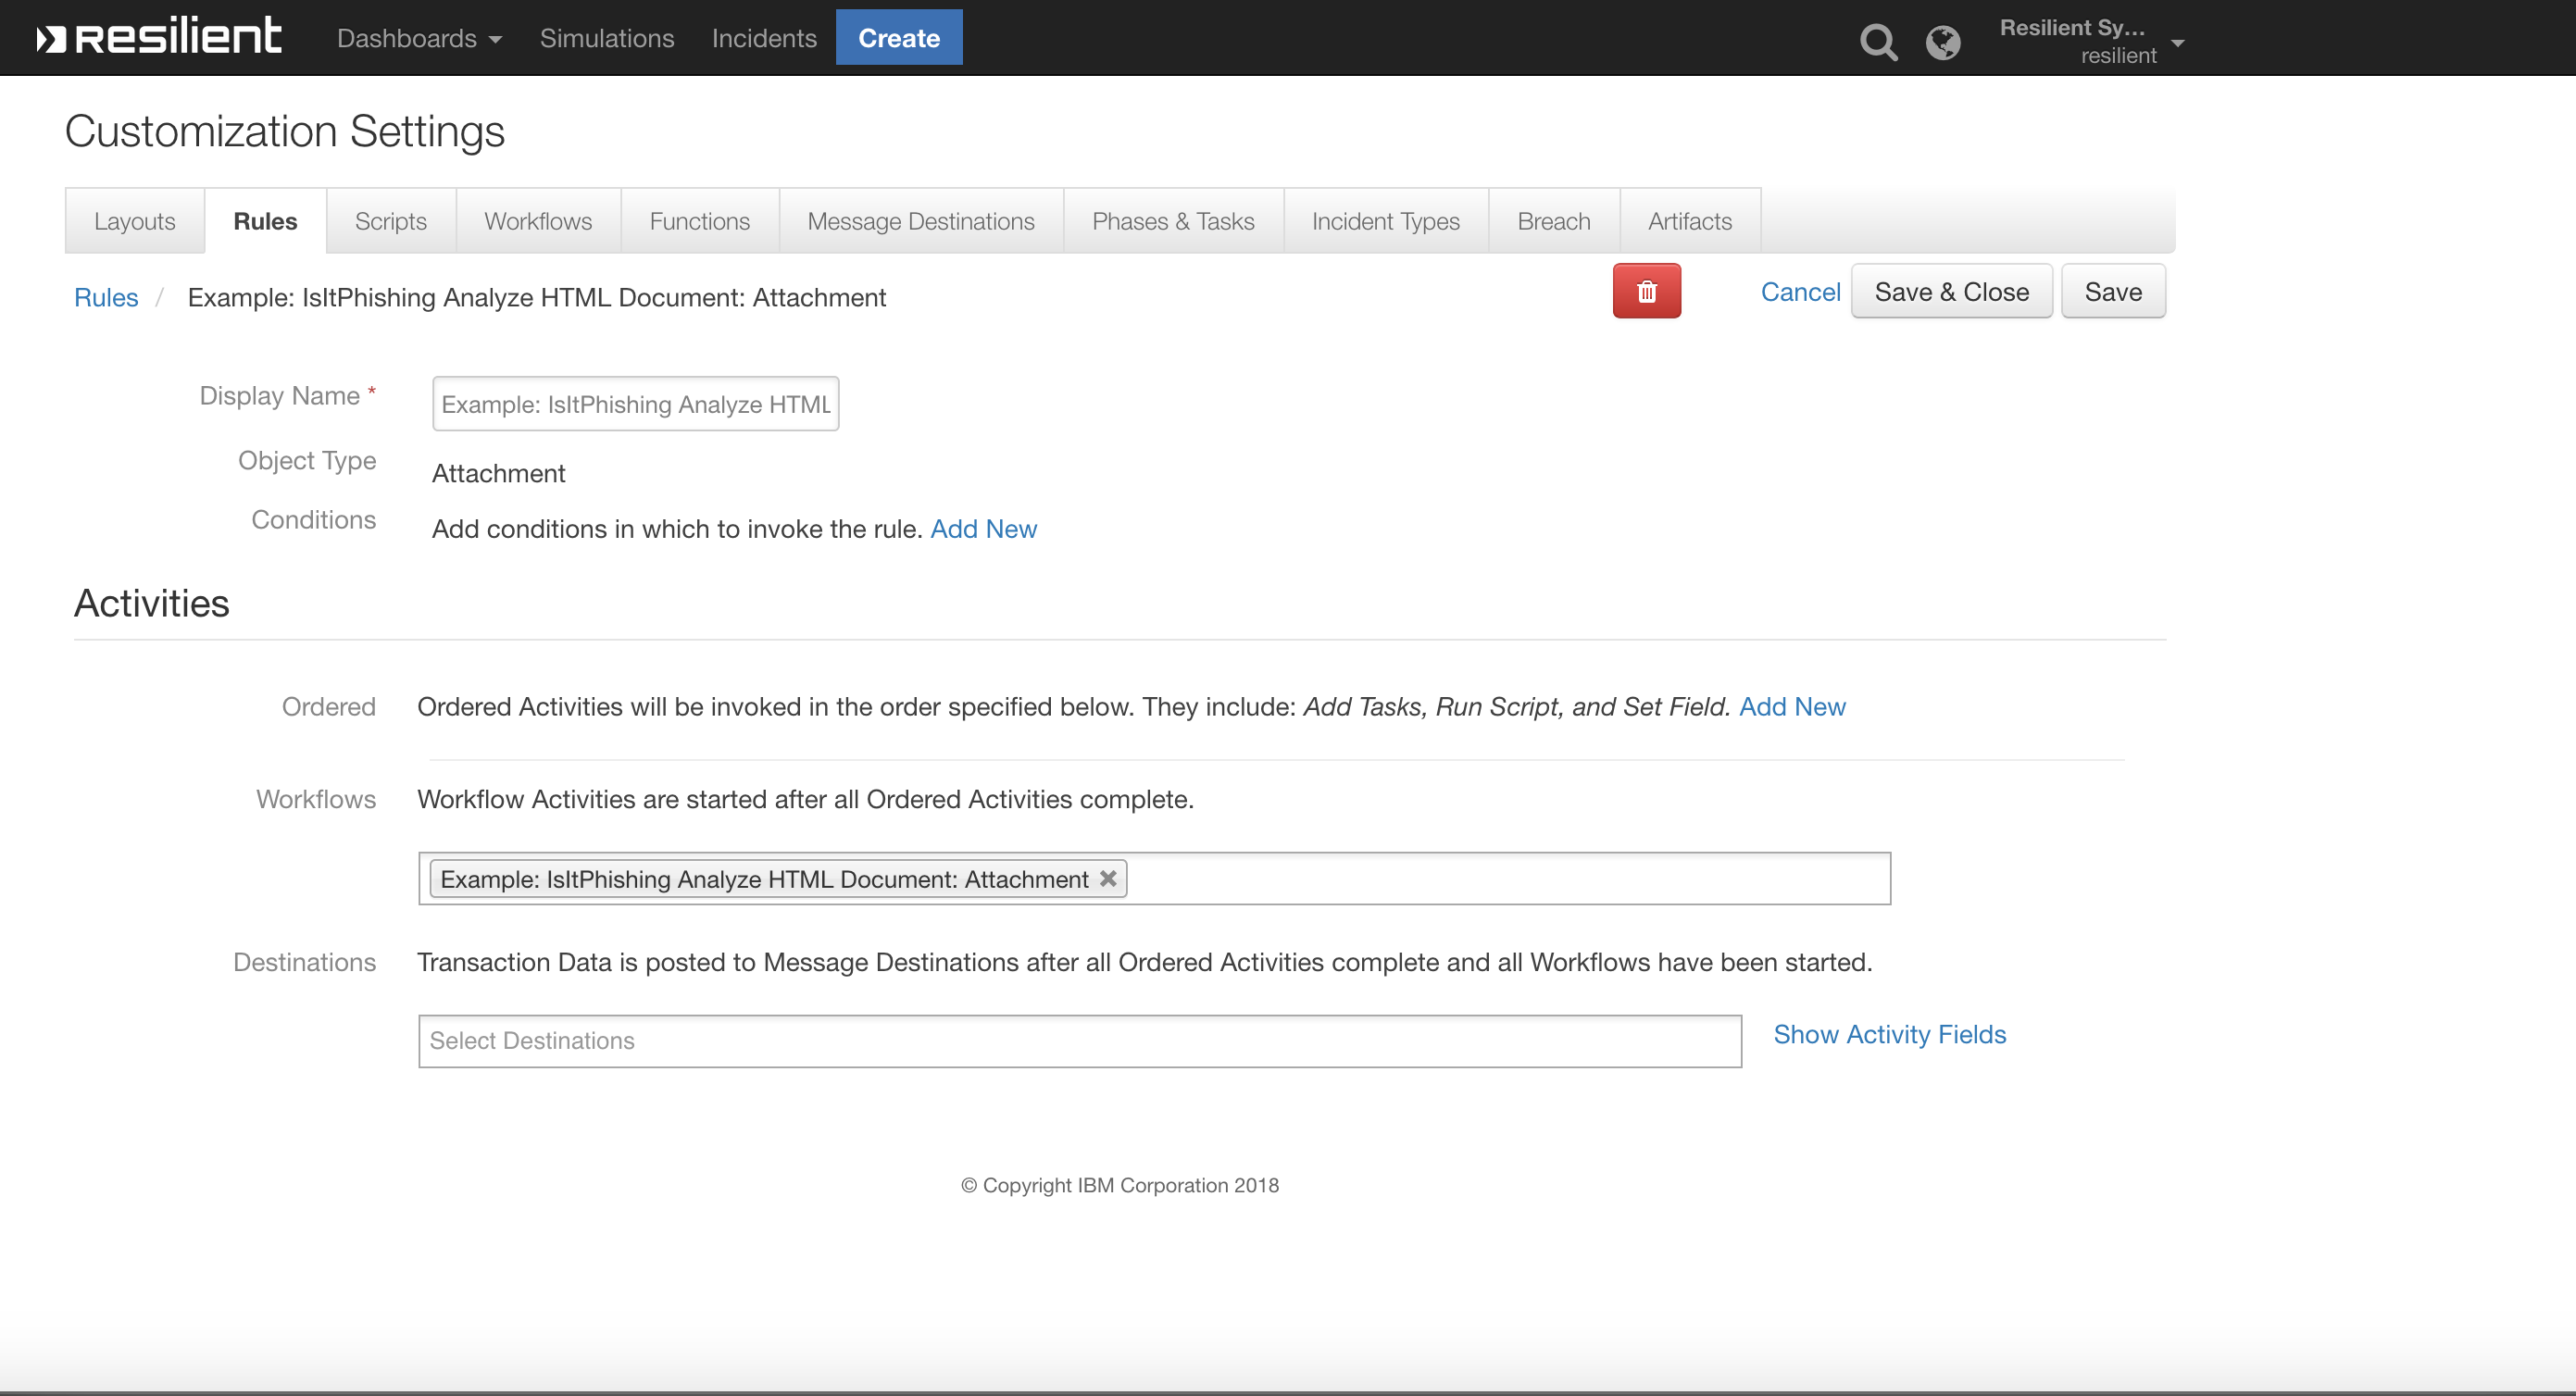 resilient Dashboards Simulations Incidents Create Resilient Sy...
resilient
Customization Settings
Layouts Rules Scripts Workflows Functions Message Destinations Phases & Tasks Incident Types Breach Artifacts
Rules / Example: IsItPhishing Analyze HTML Document: Attachment Cancel Save & Close Save
Display Name * Example: IsItPhishing Analyze HTML
Object Type Attachment
Conditions Add conditions in which to invoke the rule. Add New
Activities
Ordered Ordered Activities will be invoked in the order specified below. They include: Add Tasks, Run Script, and Set Field. Add New
Workflows Workflow Activities are started after all Ordered Activities complete.
Example: IsItPhishing Analyze HTML Document: Attachment
Destinations Transaction Data is posted to Message Destinations after all Ordered Activities complete and all Workflows have been started.
Select Destinations Show Activity Fields
© Copyright IBM Corporation 2018